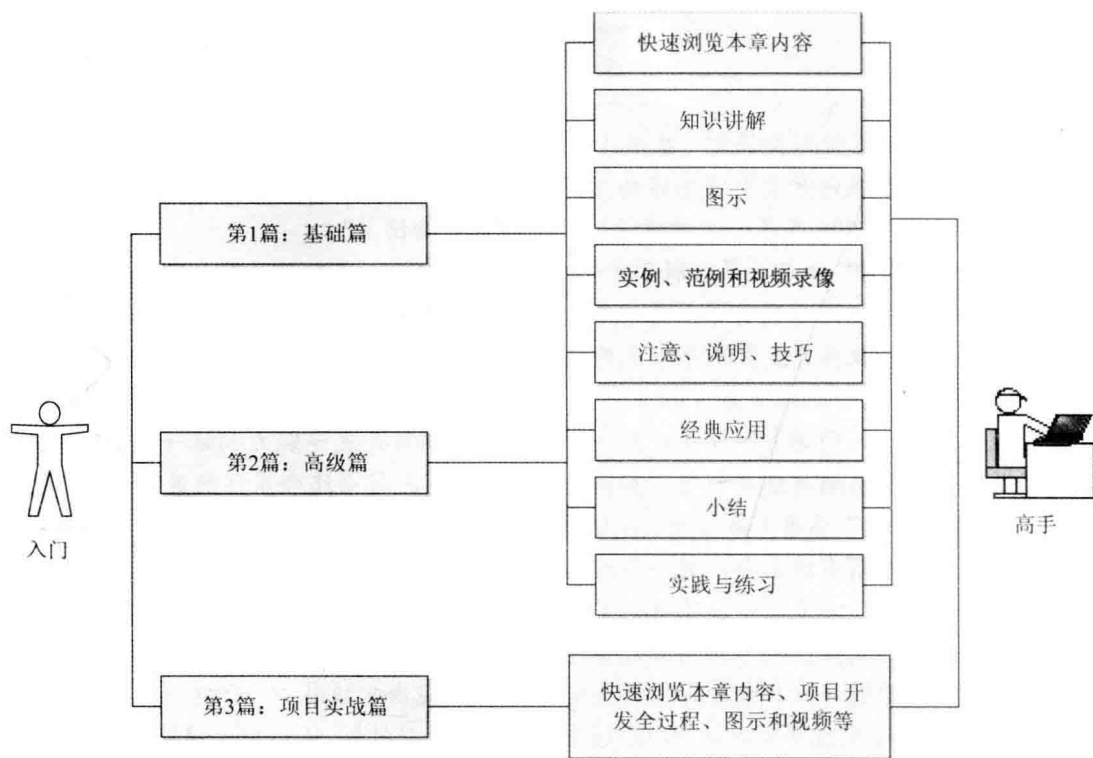 快速浏览本章内容
知识讲解
图示
第1篇：基础篇
实例、范例和视频录像
注意、说明、技巧
经典应用
第2篇：高级篇
小结
入门
高手
实践与练习
第3篇：项目实战篇
快速浏览本章内容、项目开
发全过程、图示和视频等